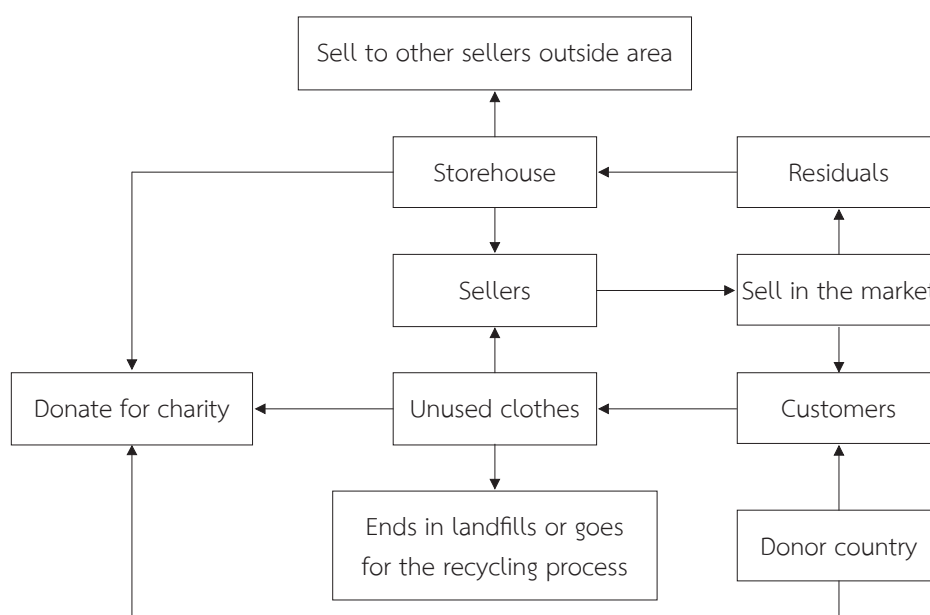 Sell to other sellers outside area
Storehouse
Residuals
Sellers
Sell in the market
Donate for charity
Unused clothes
Customers
Ends in landfills or goes
for the recycling process
Donor country